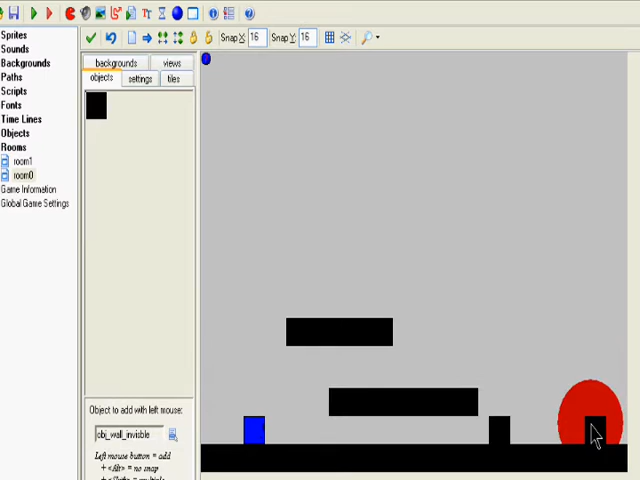 Sprites
Sounds
Backgrounds
Paths
Scripts
Fonts
Time Lines
Objects
Rooms
room1
room0
Game Information
Global Game Settings
Snap X: 16 Snap Y: 16
backgrounds views
objects settings tiles
Object to add with left mouse:
obj_wall_invisble
Left mouse button = add
+ <Alt> = no snap